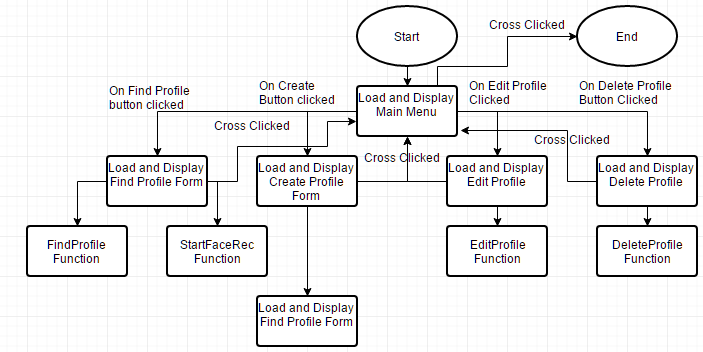 Cross Clicked
Start
End
On Find Profile
button clicked
On Create
Button clicked
On Edit Profile
Clicked
On Delete Profile
Button Clicked
Load and Display
Main Menu
Cross Clicked
Cross Clicked
Cross Clicked
Load and Display
Find Profile Form
Load and Display
Create Profile
Form
Load and Display
Edit Profile
Load and Display
Delete Profile
FindProfile
Function
StartFaceRec
Function
EditProfile
Function
DeleteProfile
Function
Load and Display
Find Profile Form